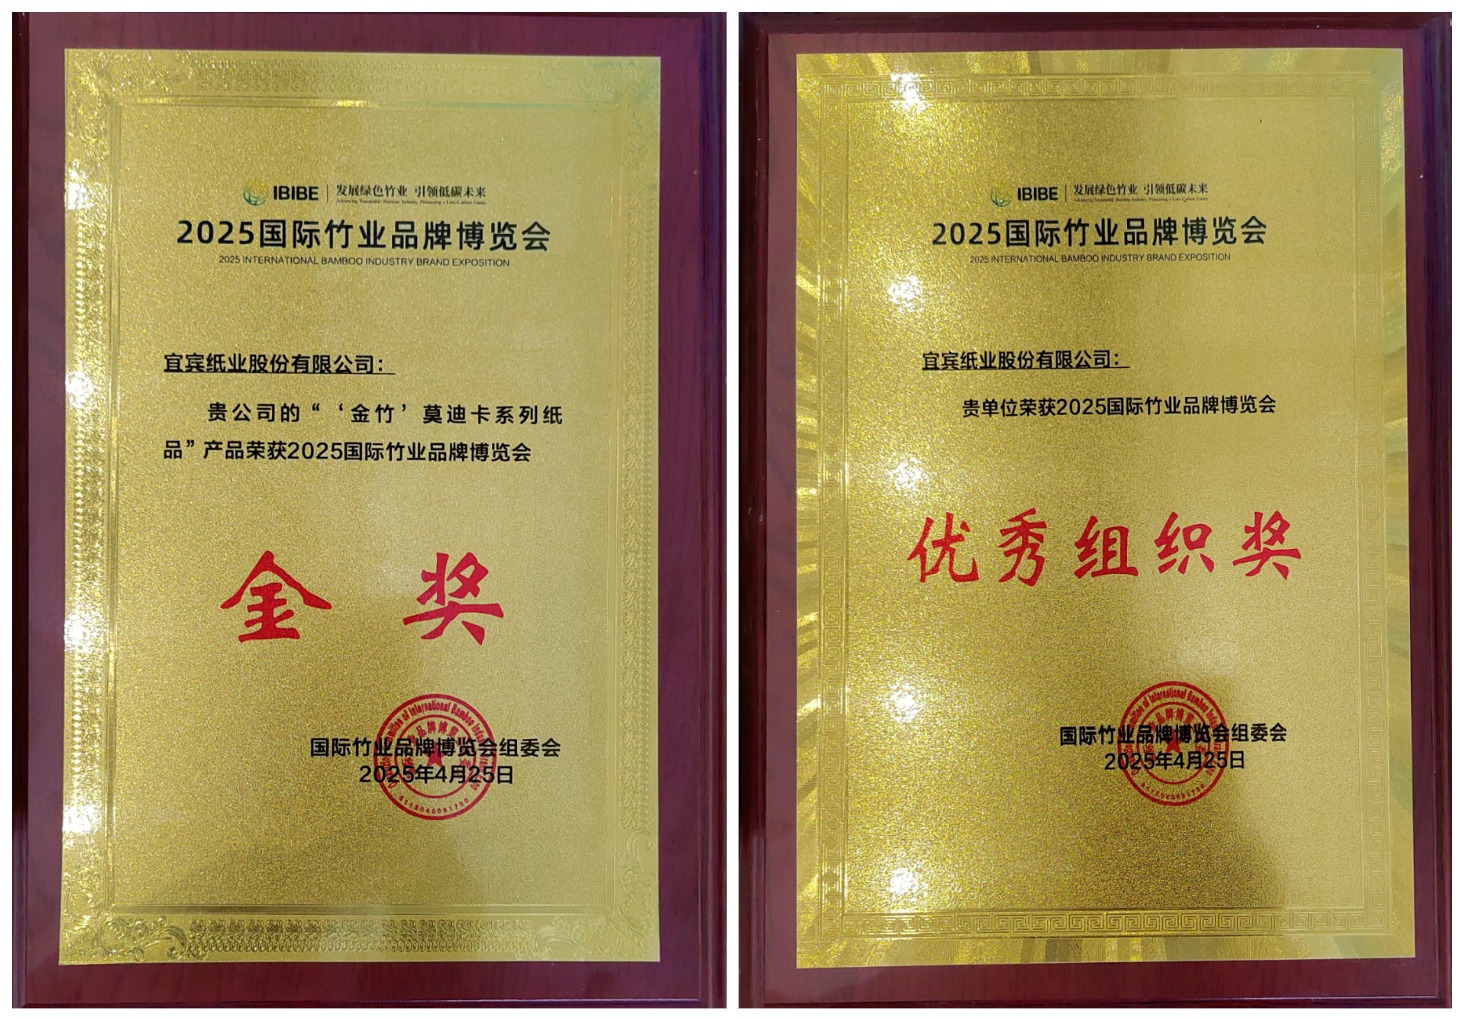 IBIBE
发展绿色竹业 引领低碳未来
2025国际竹业品牌博览会
2025 INTERNATIONAL BAMBOO INDUSTRY BRAND EXPOSITION
宜宾纸业股份有限公司：
贵公司的“‘金竹’莫迪卡系列纸
品”产品荣获2025国际竹业品牌博览会
金奖
国际竹业品牌博览会组委会
2025年4月25日
IBIBE
发展绿色竹业 引领低碳未来
2025国际竹业品牌博览会
2025 INTERNATIONAL BAMBOO INDUSTRY BRAND EXPOSITION
宜宾纸业股份有限公司：
贵单位荣获2025国际竹业品牌博览会
优秀组织奖
国际竹业品牌博览会组委会
2025年4月25日